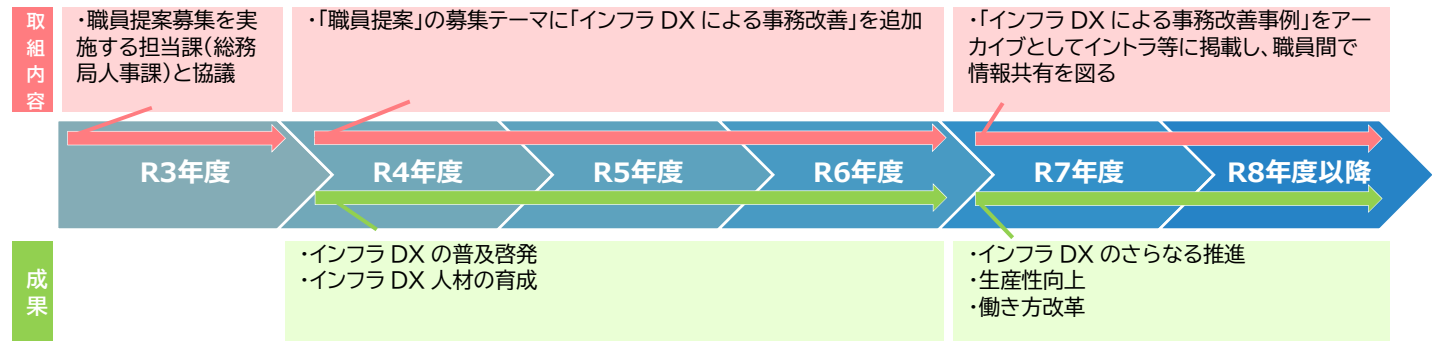 取組内容
・職員提案募集を実
施する担当課（総務
局人事課）と協議
・「職員提案」の募集テーマに「インフラ DX による事務改善」を追加
・「インフラ DX による事務改善事例」をアー
カイブとしてイントラ等に掲載し、職員間で
情報共有を図る
R3年度
R4年度
R5年度
R6年度
R7年度
R8年度以降
成果
・インフラ DX の普及啓発
・インフラ DX 人材の育成
・インフラ DX のさらなる推進
・生産性向上
・働き方改革